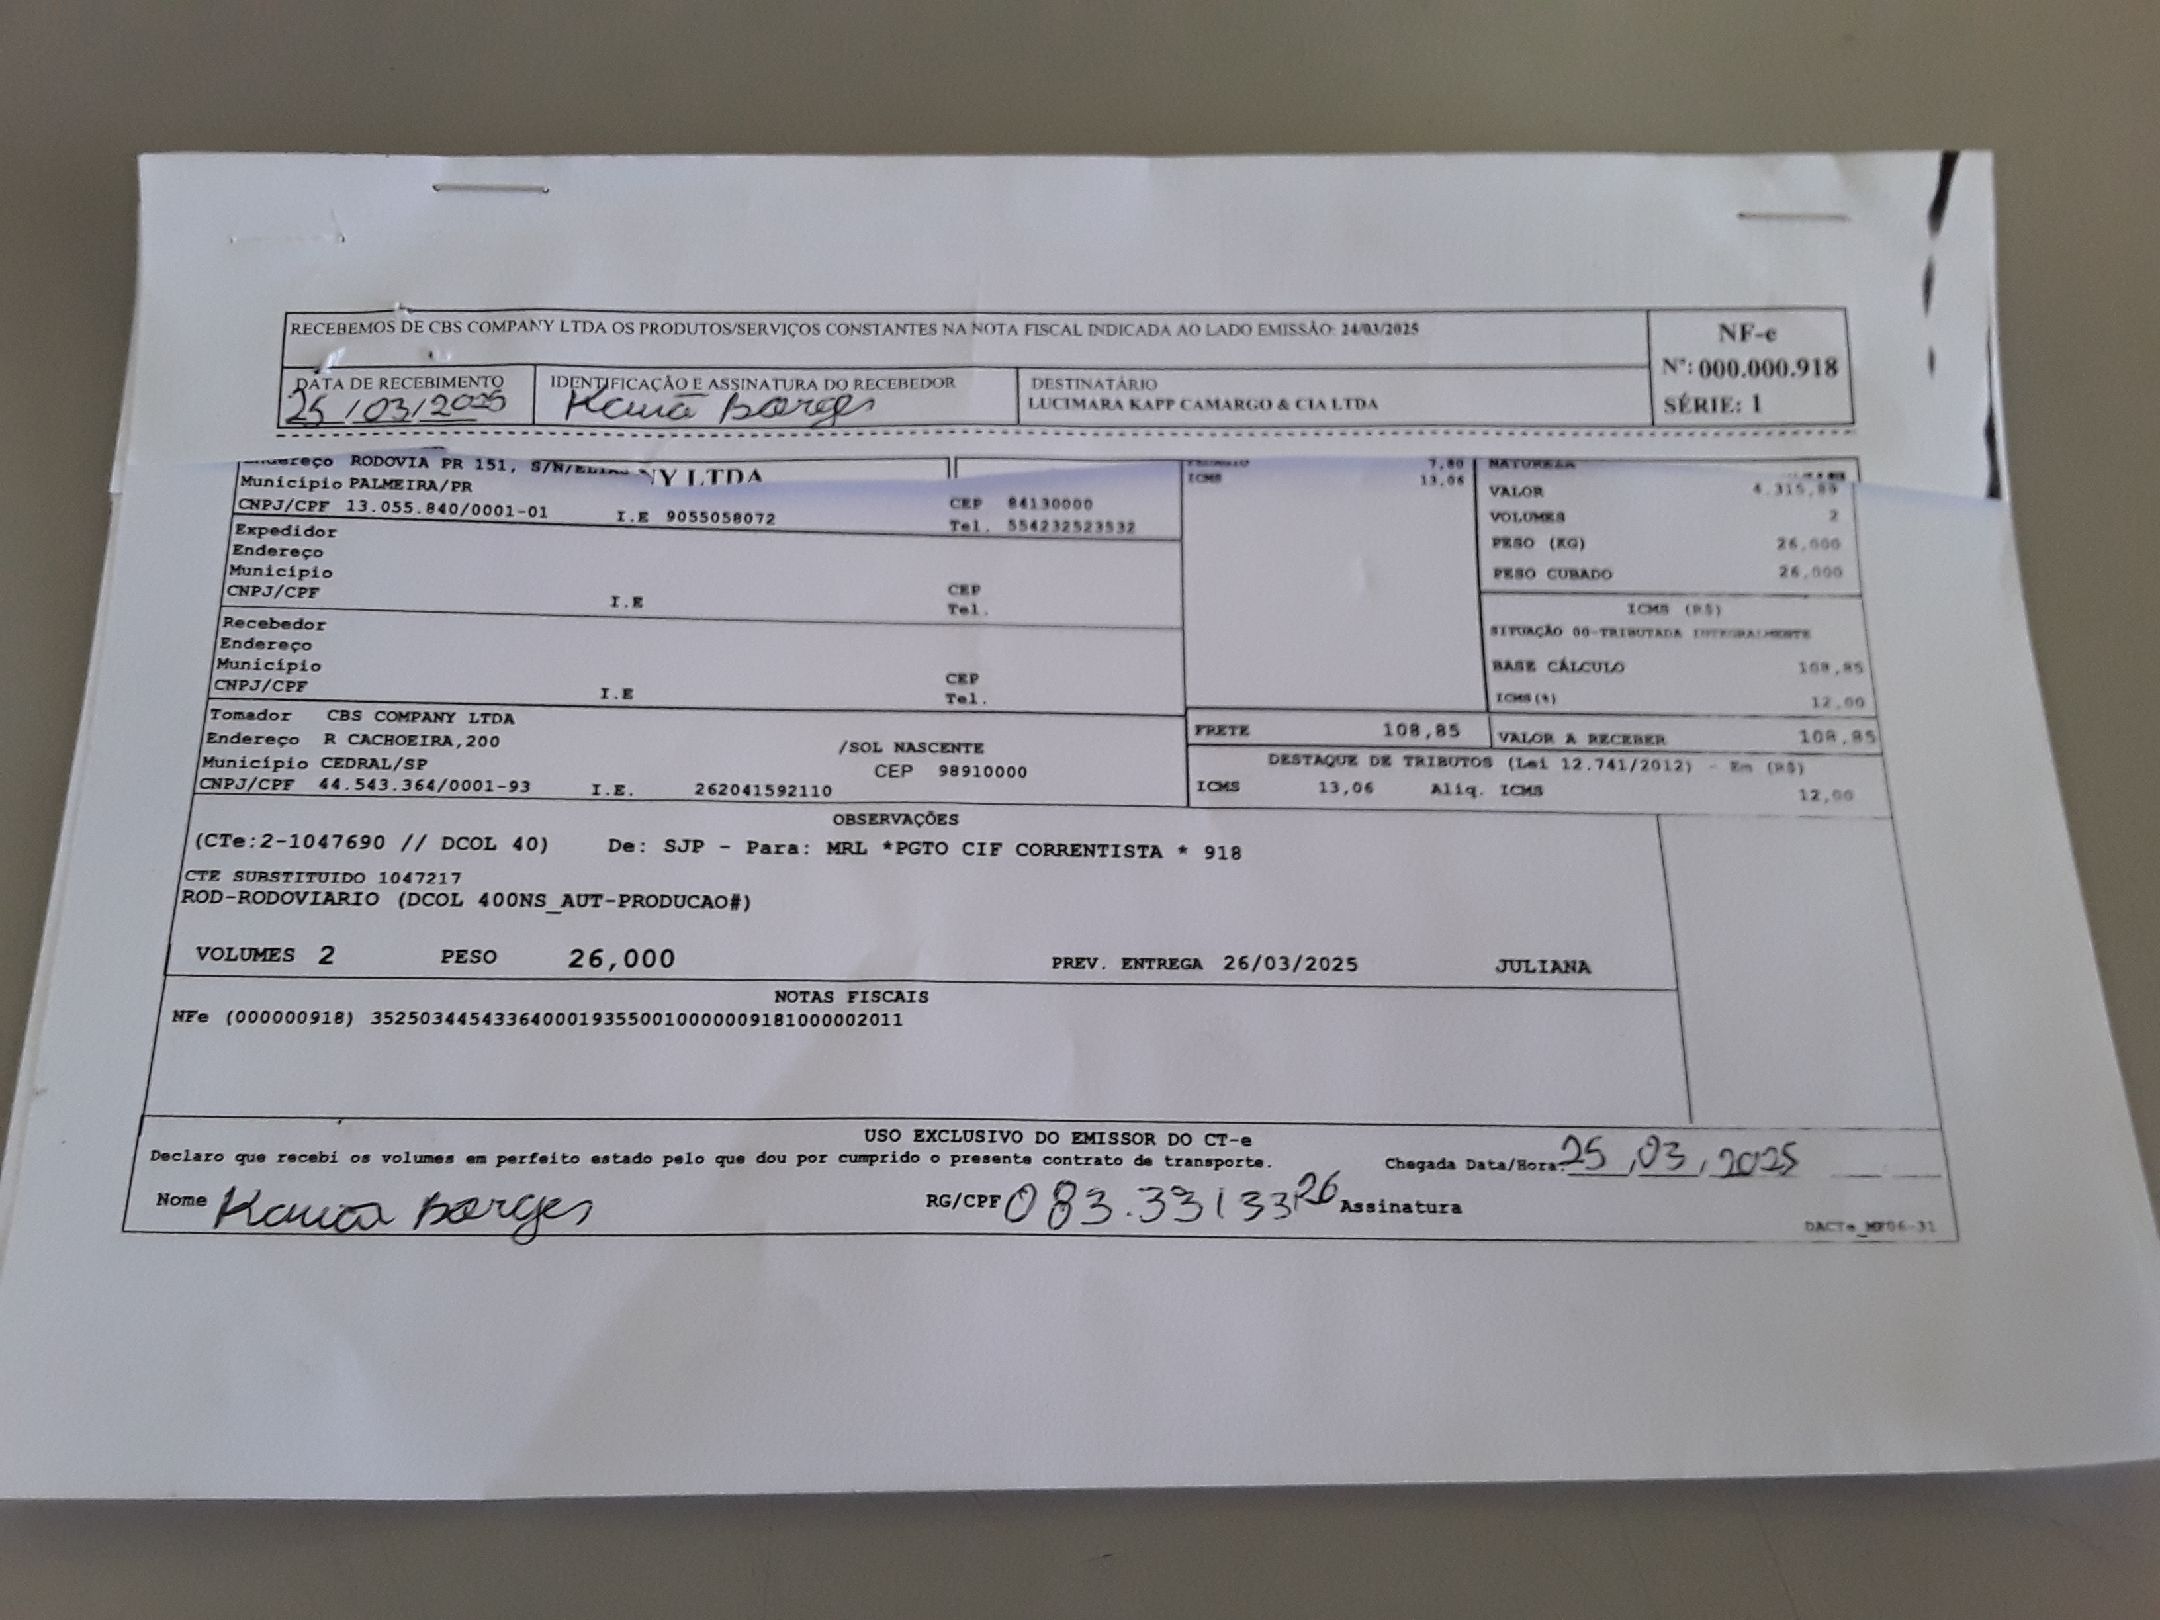 RECEBEMOS DE CBS COMPANY LTDA OS PRODUTOS/SERVIÇOS CONSTANTES NA NOTA FISCAL INDICADA AO LADO EMISSÃO: 24/03/2025
NF-e
Nº: 000.000.918
SÉRIE: 1
DATA DE RECEBIMENTO
25/03/2025
IDENTIFICAÇÃO E ASSINATURA DO RECEBEDOR
Kauã Borges
DESTINATÁRIO
LUCIMARA KAPP CAMARGO & CIA LTDA
Endereço RODOVIA PR 151, S/N/
NY LTDA
Município PALMEIRA/PR
CEP 84130000
CNPJ/CPF 13.055.840/0001-01 I.E 9055058072
Tel. 554232523532
Expedidor
Endereço
Município
CEP
CNPJ/CPF I.E Tel.
Recebedor
Endereço
Município
CEP
CNPJ/CPF I.E Tel.
Tomador CBS COMPANY LTDA
Endereço R CACHOEIRA,200 /SOL NASCENTE
Município CEDRAL/SP CEP 98910000
CNPJ/CPF 44.543.364/0001-93 I.E. 262041592110
7,80
ICMS 13,06
NATUREZA
VALOR 4.315,80
VOLUMES 2
PESO (KG) 26,000
PESO CUBADO 26,000
ICMS (R$)
SITUAÇÃO 00-TRIBUTADA INTEGRALMENTE
BASE CÁLCULO 108,85
ICMS(%) 12,00
FRETE 108,85 VALOR A RECEBER 108,85
DESTAQUE DE TRIBUTOS (Lei 12.741/2012) - Em (R$)
ICMS 13,06 Aliq. ICMS 12,00
OBSERVAÇÕES
(CTe:2-1047690 // DCOL 40) De: SJP - Para: MRL *PGTO CIF CORRENTISTA * 918
CTE SUBSTITUIDO 1047217
ROD-RODOVIARIO (DCOL 400NS_AUT-PRODUCAO#)
VOLUMES 2 PESO 26,000 PREV. ENTREGA 26/03/2025 JULIANA
NOTAS FISCAIS
NFe (000000918) 35250344543364000193550010000009181000002011
USO EXCLUSIVO DO EMISSOR DO CT-e
Declaro que recebi os volumes em perfeito estado pelo que dou por cumprido o presente contrato de transporte. Chegada Data/Hora: 25/03/2025
Nome Kauã Borges RG/CPF 083.33133926 Assinatura
DACTe_MF06-31